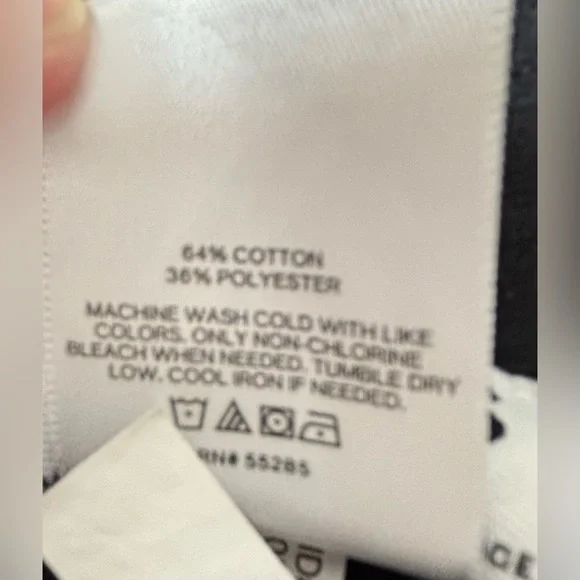 64% COTTON
36% POLYESTER
MACHINE WASH COLD WITH LIKE
COLORS. ONLY NON-CHLORINE
BLEACH WHEN NEEDED. TUMBLE DRY
LOW. COOL IRON IF NEEDED.
RN# 55285